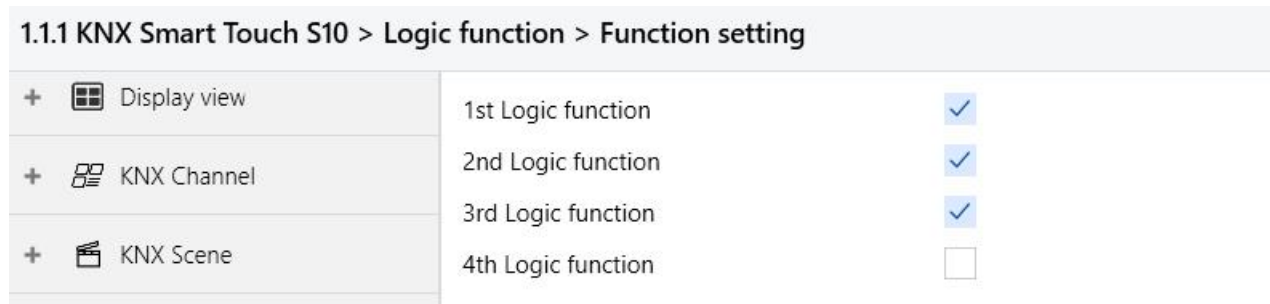 1.1.1 KNX Smart Touch S10 > Logic function > Function setting
+ Display view
+ KNX Channel
+ KNX Scene
1st Logic function
2nd Logic function
3rd Logic function
4th Logic function